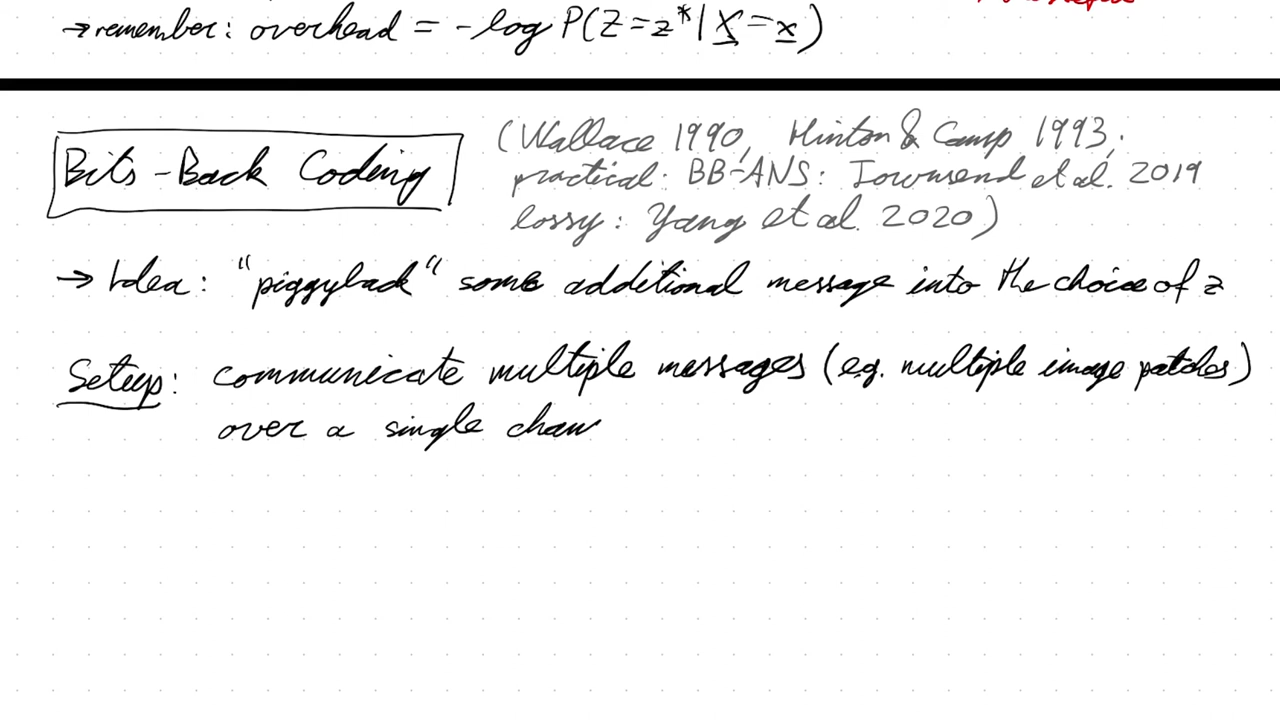 → remember: overhead = -log P(Z=z*|X=x)
Bits-Back Coding
(Wallace 1990, Hinton & Camp 1993;
practical: BB-ANS: Townsend et al. 2019
lossy: Yang et al. 2020)
→ Idea: "piggyback" some additional message into the choice of z
Setup: communicate multiple messages (e.g. multiple image patches)
over a single chan